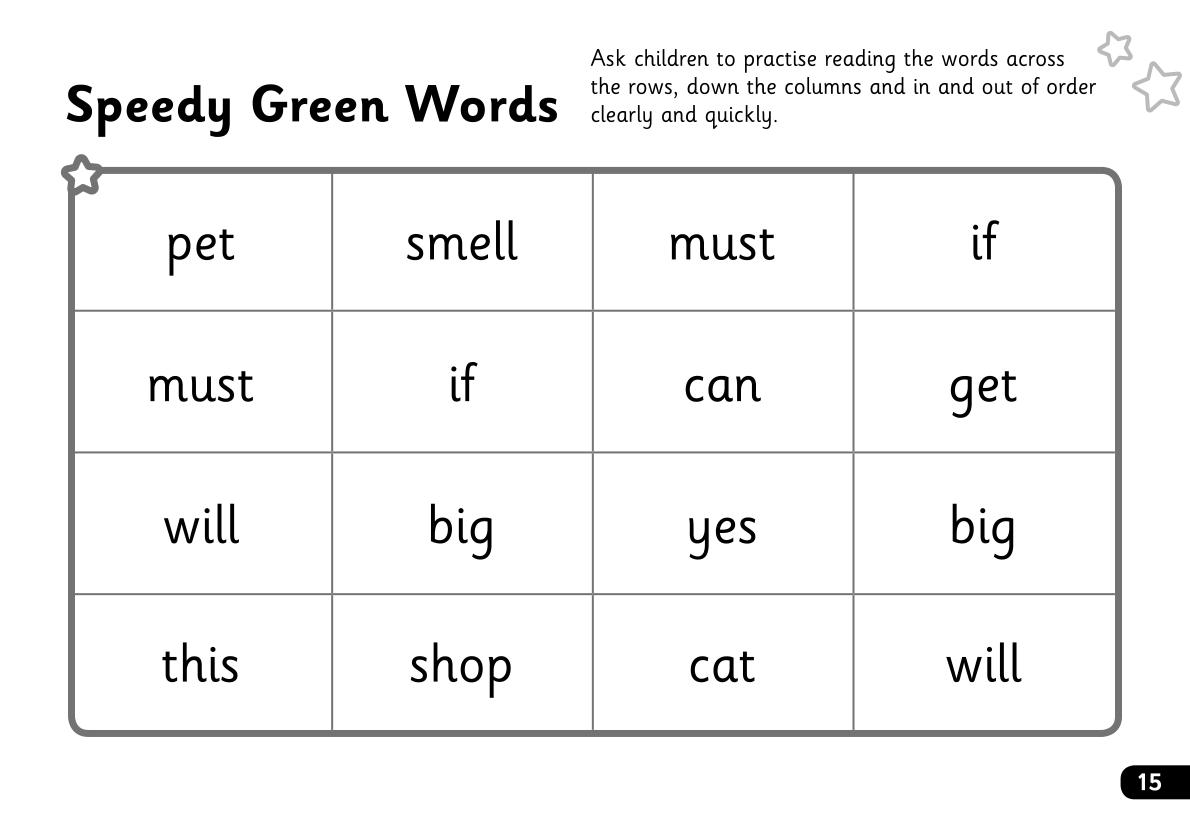 Speedy Green Words
Ask children to practise reading the words across
the rows, down the columns and in and out of order
clearly and quickly.
pet smell must if
must if can get
will big yes big
this shop cat will
15